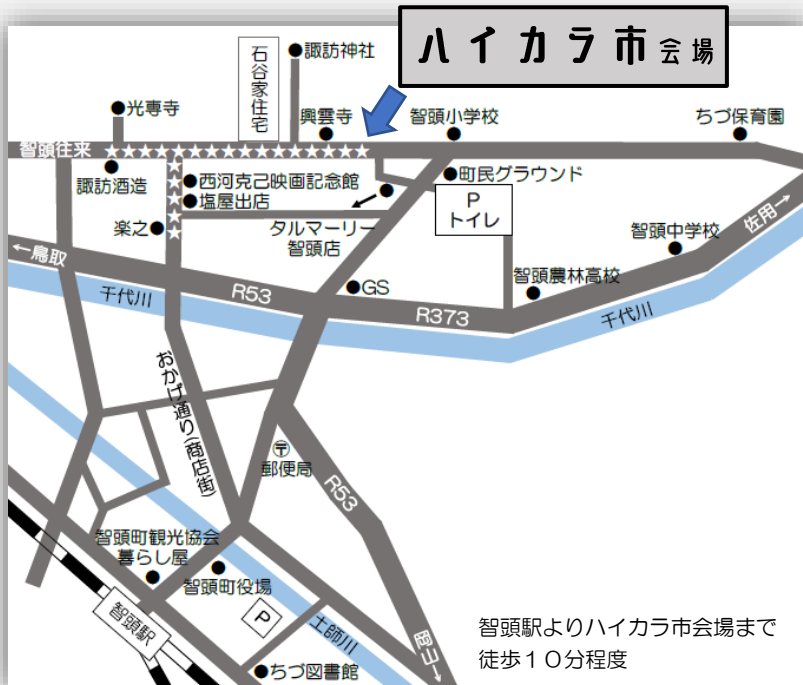 ハイカラ市会場
石谷家住宅
●諏訪神社
●光専寺
興雲寺
智頭小学校
ちづ保育園
智頭往来
★★★★★★★★★★★★★★★★★
諏訪酒造
●西河克己映画記念館
●塩屋出店
●町民グラウンド
P
トイレ
楽之●
タルマーリー
智頭店
智頭中学校
佐用→
←鳥取
智頭農林高校
千代川
R53
●GS
R373
千代川
おかげ通り(商店街)
〒
郵便局
R53
智頭町観光協会
暮らし屋
智頭町役場
智頭駅
P
土師川
岡山→
●ちづ図書館
智頭駅よりハイカラ市会場まで
徒歩１０分程度